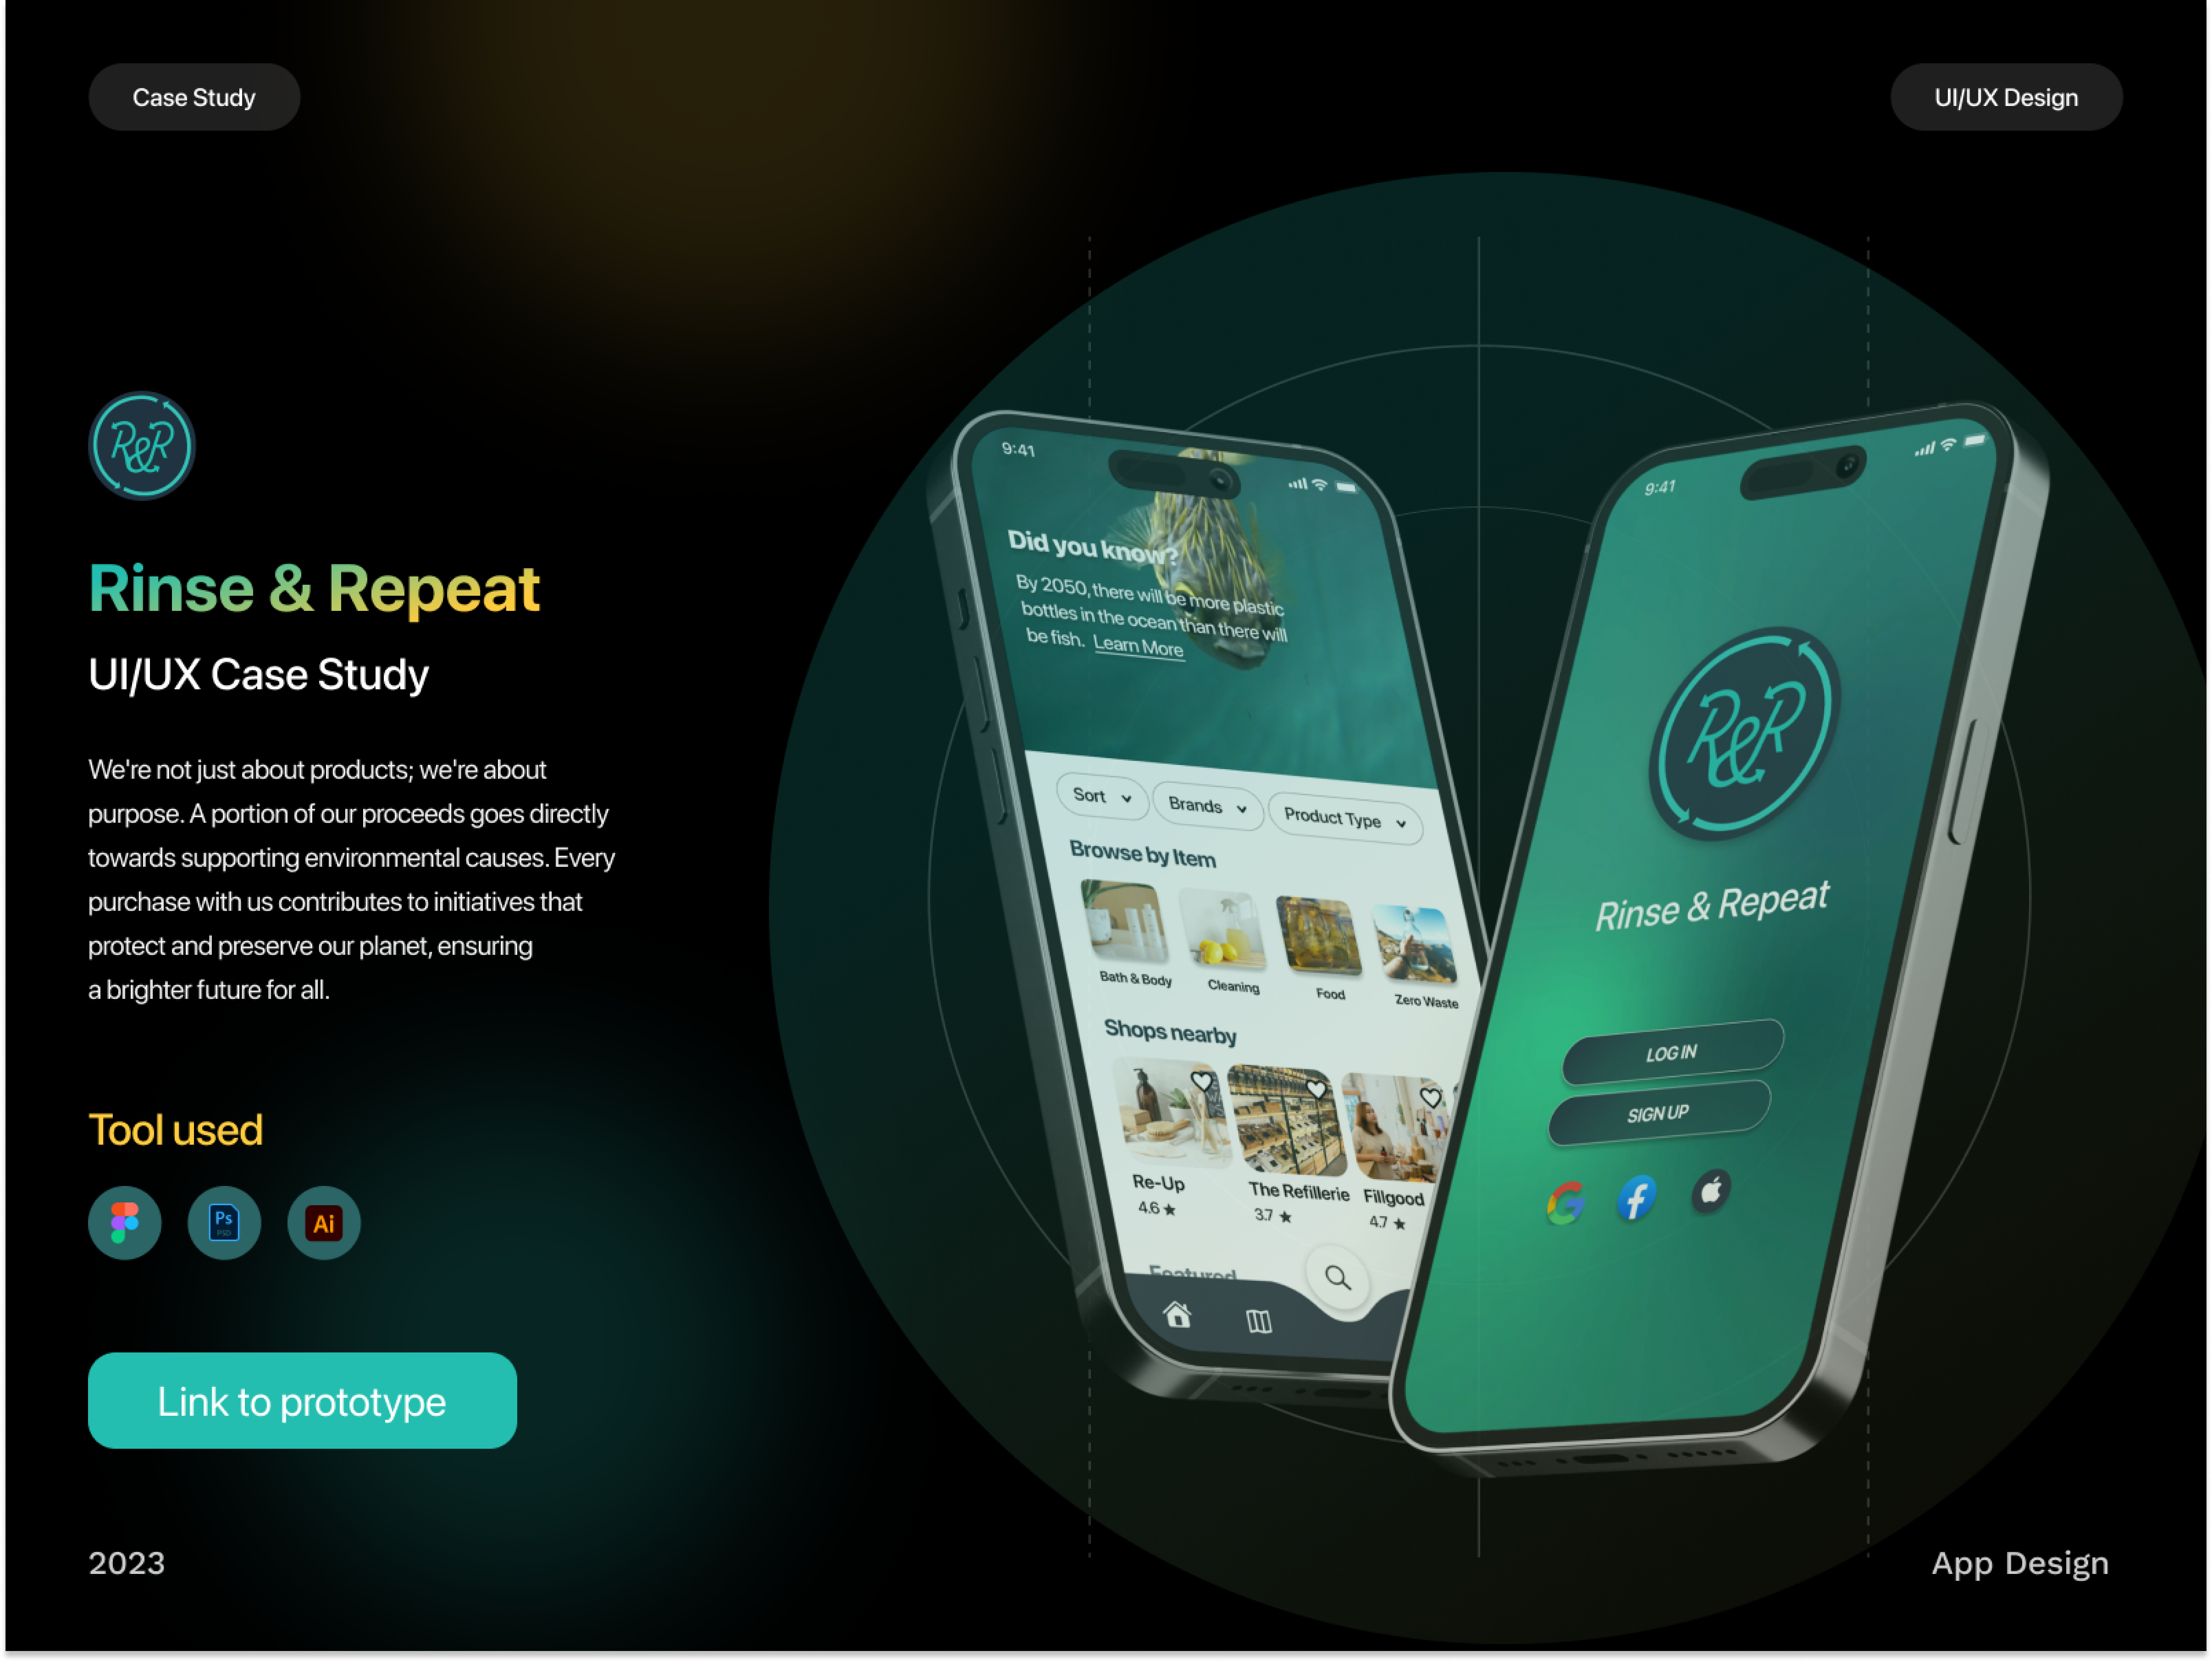 Case Study
UI/UX Design
R&R
Rinse & Repeat
UI/UX Case Study
We're not just about products; we're about
purpose. A portion of our proceeds goes directly
towards supporting environmental causes. Every
purchase with us contributes to initiatives that
protect and preserve our planet, ensuring
a brighter future for all.
Tool used
Ps
PSD
Ai
Link to prototype
2023
9:41
Did you know?
By 2050, there will be more plastic
bottles in the ocean than there will
be fish. Learn More
Sort
Brands
Product Type
Browse by Item
Bath & Body
Cleaning
Food
Zero Waste
Shops nearby
Re-Up
4.6 ★
The Refillerie
3.7 ★
Fillgood
4.7 ★
Featured
9:41
R&R
Rinse & Repeat
LOG IN
SIGN UP
App Design